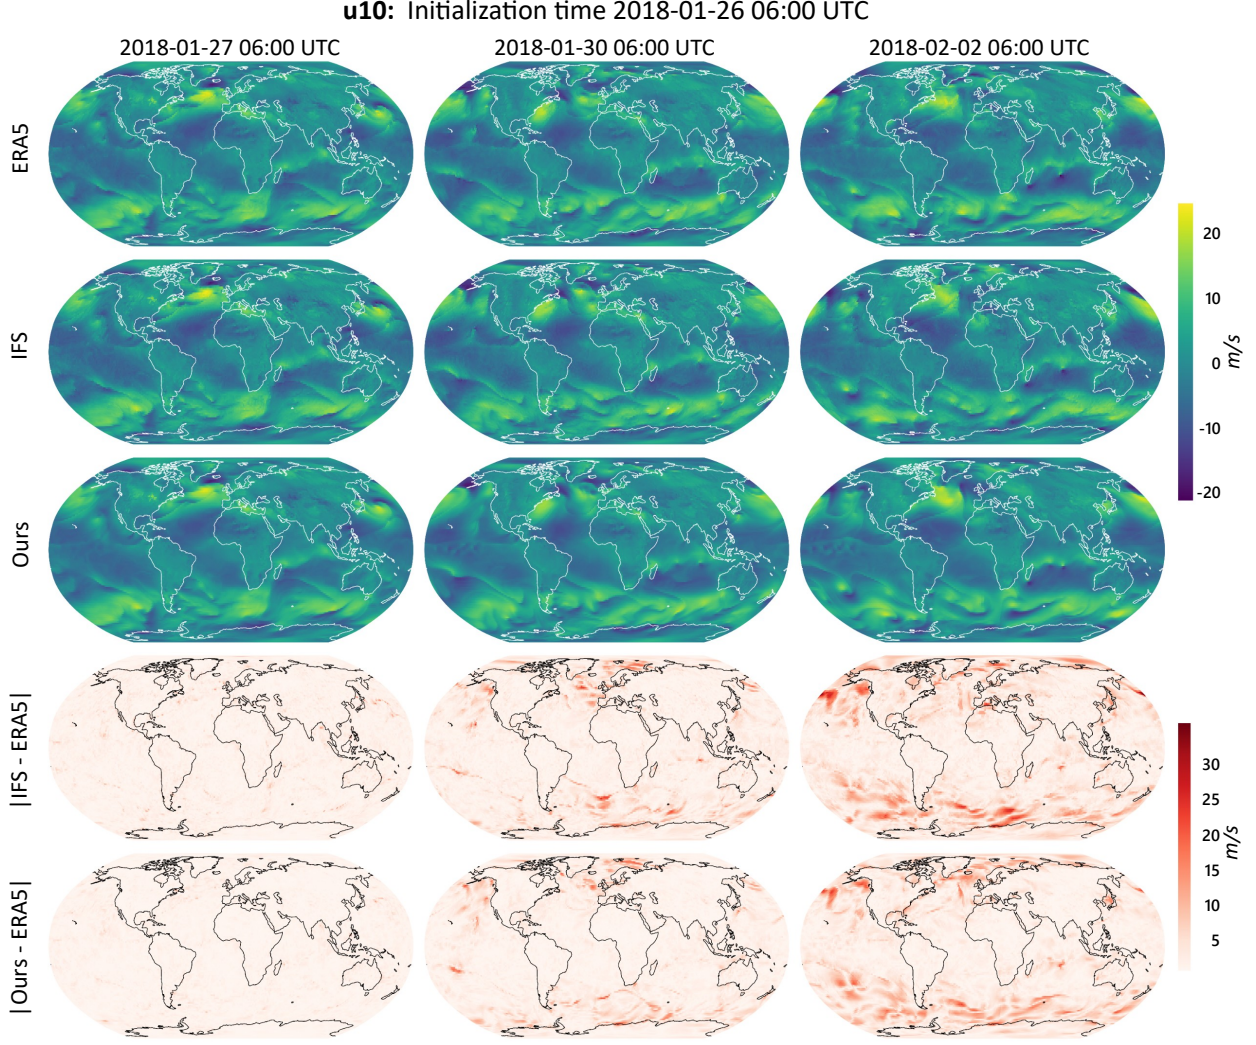 u10: Initialization time 2018-01-26 06:00 UTC
2018-01-27 06:00 UTC
2018-01-30 06:00 UTC
2018-02-02 06:00 UTC
ERA5
IFS
Ours
|IFS - ERA5|
|Ours - ERA5|
20
10
0
-10
-20
m/s
30
25
20
15
10
5
m/s